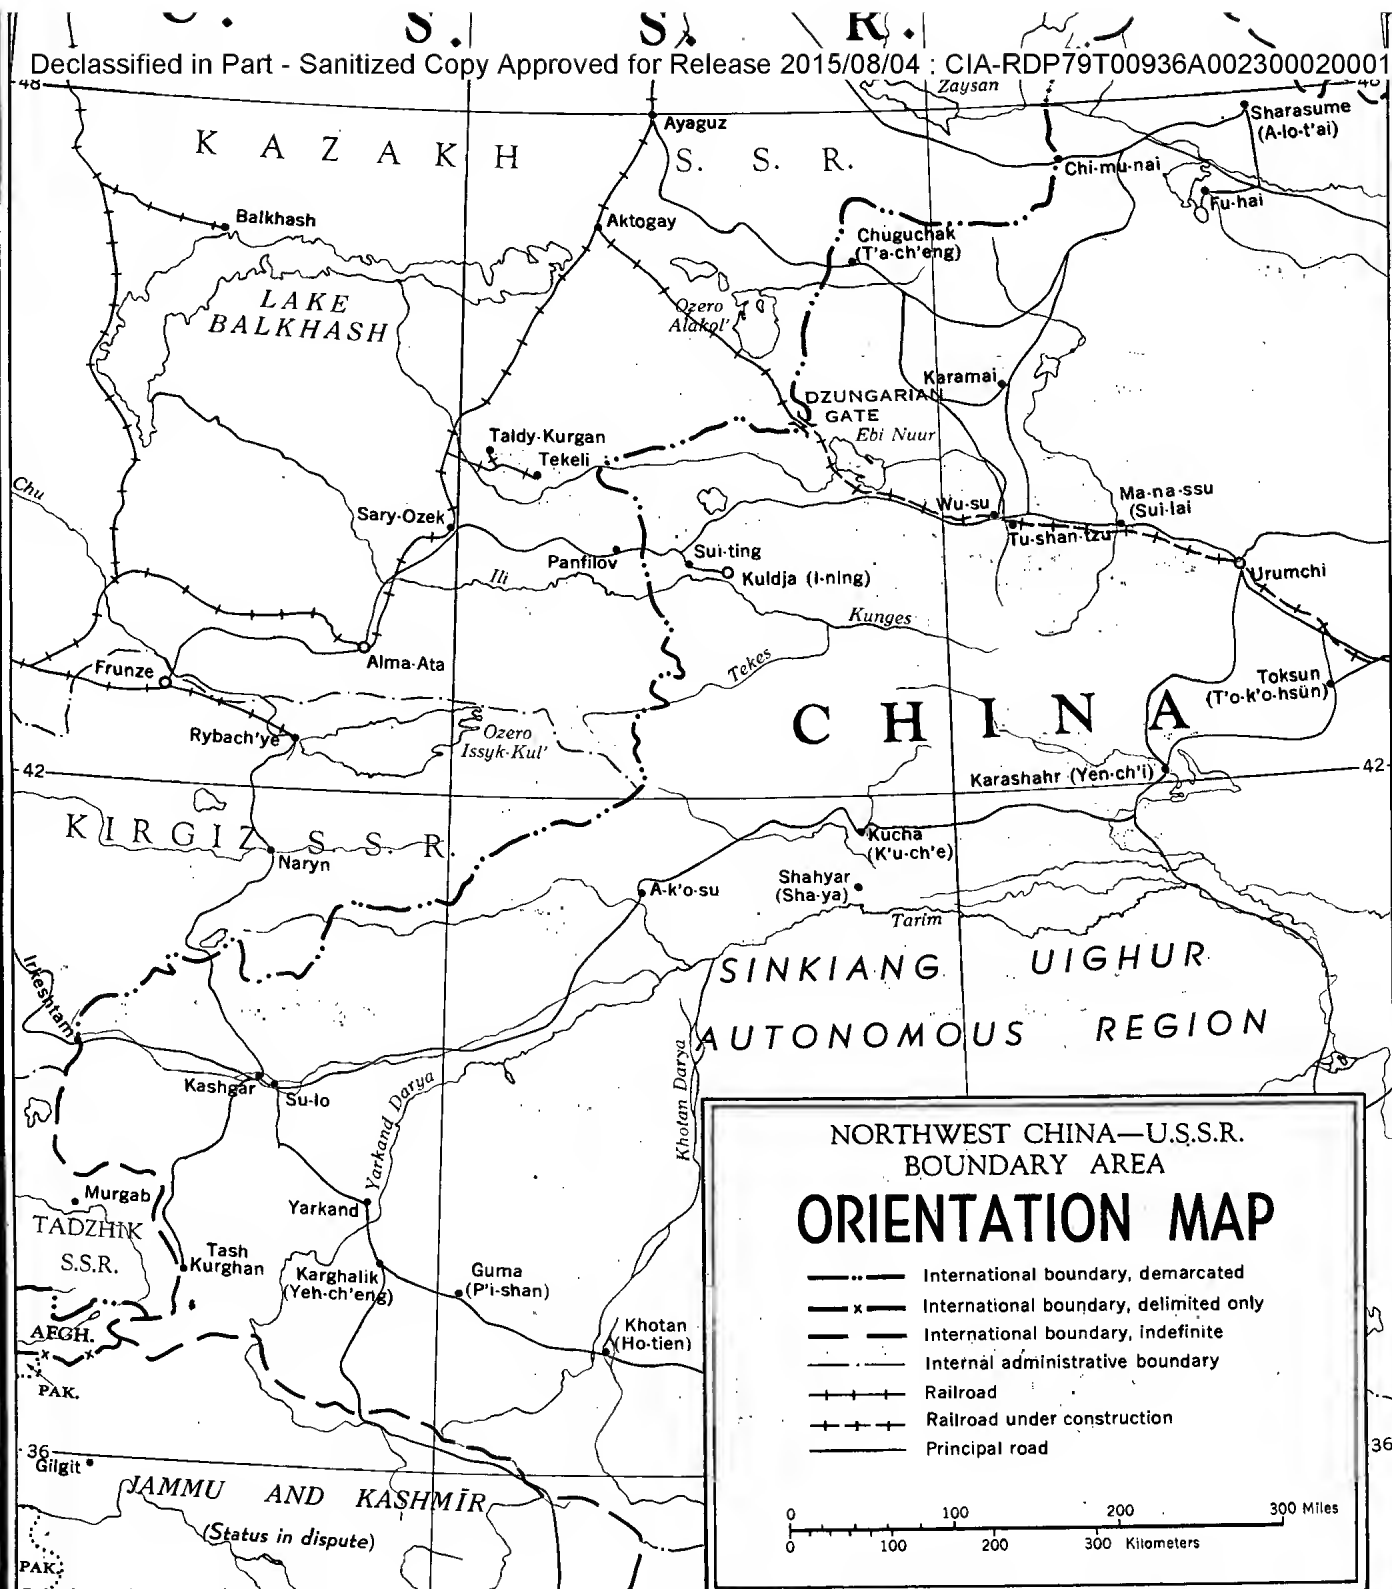 U. S. S. R.
Declassified in Part - Sanitized Copy Approved for Release 2015/08/04 : CIA-RDP79T00936A002300020001
48
Zaysan
48
Sharasume
(A-lo-t'ai)
Ayaguz
KAZAKH S. S. R.
Chi-mu-nai
Fu-hai
Balkhash
Aktogay
Chuguchak
(T'a-ch'eng)
LAKE
BALKHASH
Ozero
Alakol'
Karamai
DZUNGARIAN
GATE
Ebi Nuur
Taldy-Kurgan
Tekeli
Chu
Sary-Ozek
Wu-su
Ma-na-ssu
(Sui-lai
Tu-shan-tzu
Panfilov
Sui-ting
Kuldja (I-ning)
Ili
Urumchi
Kunges
Alma-Ata
Frunze
Tekes
Toksun
(T'o-k'o-hsün)
CHINA
Rybach'ye
Ozero
Issyk-Kul'
42
42
Karashahr (Yen-ch'i)
KIRGIZ S. S. R.
Naryn
Kucha
(K'u-ch'e)
A-k'o-su
Shahyar
(Sha-ya)
Tarim
SINKIANG UIGHUR
AUTONOMOUS REGION
Irkeshtam
Kashgar
Su-lo
Yarkand Darya
Khotan Darya
Murgab
TADZHIK
S.S.R.
Yarkand
Tash
Kurghan
Karghalik
(Yeh-ch'eng)
Guma
(P'i-shan)
Khotan
(Ho-tien)
AFGH.
PAK.
36
36
Gilgit
JAMMU AND KASHMĪR
(Status in dispute)
PAK.
NORTHWEST CHINA—U.S.S.R.
BOUNDARY AREA
ORIENTATION MAP
International boundary, demarcated
International boundary, delimited only
International boundary, indefinite
Internal administrative boundary
Railroad
Railroad under construction
Principal road
0 100 200 300 Miles
0 100 200 300 Kilometers